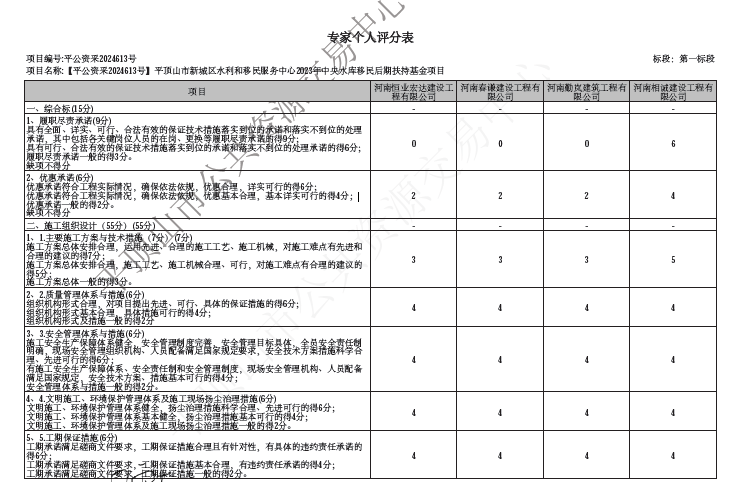 专家个人评分表
项目编号:平公资采2024613号
标段：第一标段
项目名称:【平公资采2024613号】平顶山市新城区水利和移民服务中心2023年中央水库移民后期扶持基金项目
项目
河南恒业宏达建设工程有限公司
河南春谦建设工程有限公司
河南勤岚建筑工程有限公司
河南相诚建设工程有限公司
一、综合标(15分)
- - - -
1、履职尽责承诺(9分)
具有全面、详实、可行、合法有效的保证技术措施落实到位的承诺和落实不到位的处理
承诺，其中包括各关键岗位人员的在岗、更换等履职尽责承诺的得9分；
具有可行、合法有效的保证技术措施落实到位的承诺和落实不到位的处理承诺的得6分；
履职尽责承诺一般的得3分。
缺项不得分
0 0 0 6
2、优惠承诺(6分)
优惠承诺符合工程实际情况，确保依法依规，优惠合理，详实可行的得6分；
优惠承诺符合工程实际情况，确保依法依规，优惠基本合理，基本详实可行的得4分；
优惠承诺一般的得2分。
缺项不得分
2 2 2 4
二、施工组织设计（55分）(55分)
- - - -
1、1.主要施工方案与技术措施（7分）(7分)
施工方案总体安排合理，运用先进、合理的施工工艺、施工机械，对施工难点有先进和
合理的建议的得7分；
施工方案总体安排合理，施工工艺、施工机械合理、可行，对施工难点有合理的建议的
得5分；
施工方案总体一般的得3分。
3 3 3 5
2、2.质量管理体系与措施(6分)
组织机构形式合理，对项目提出先进、可行、具体的保证措施的得6分；
组织机构形式基本合理，具体措施可行的得4分；
组织机构形式及措施一般的得2分
4 4 4 4
3、3.安全管理体系与措施(6分)
施工安全生产保障体系健全，安全管理制度完善，安全管理目标具体，全员安全责任制
明确，现场安全管理组织机构、人员配备满足国家规定要求，安全技术方案措施科学合
理、先进可行的得6分；
有施工安全生产保障体系、安全责任制和安全管理制度，现场安全管理机构、人员配备
满足国家规定，安全技术方案、措施基本可行的得4分；
安全管理体系与措施一般的得2分。
4 4 4 4
4、4.文明施工、环境保护管理体系及施工现场扬尘治理措施(6分)
文明施工、环境保护管理体系健全，扬尘治理措施科学合理、先进可行的得6分；
文明施工、环境保护管理体系基本健全，扬尘治理措施基本可行的得4分；
文明施工、环境保护管理体系及施工现场扬尘治理措施一般的得2分。
4 4 4 4
5、5.工期保证措施(6分)
工期承诺满足磋商文件要求，工期保证措施合理且有针对性，有具体的违约责任承诺的
得6分；
工期承诺满足磋商文件要求，工期保证措施基本合理，有违约责任承诺的得4分；
工期承诺满足磋商文件要求，工期保证措施一般的得2分。
4 4 4 4
平顶山市公共资源交易中心